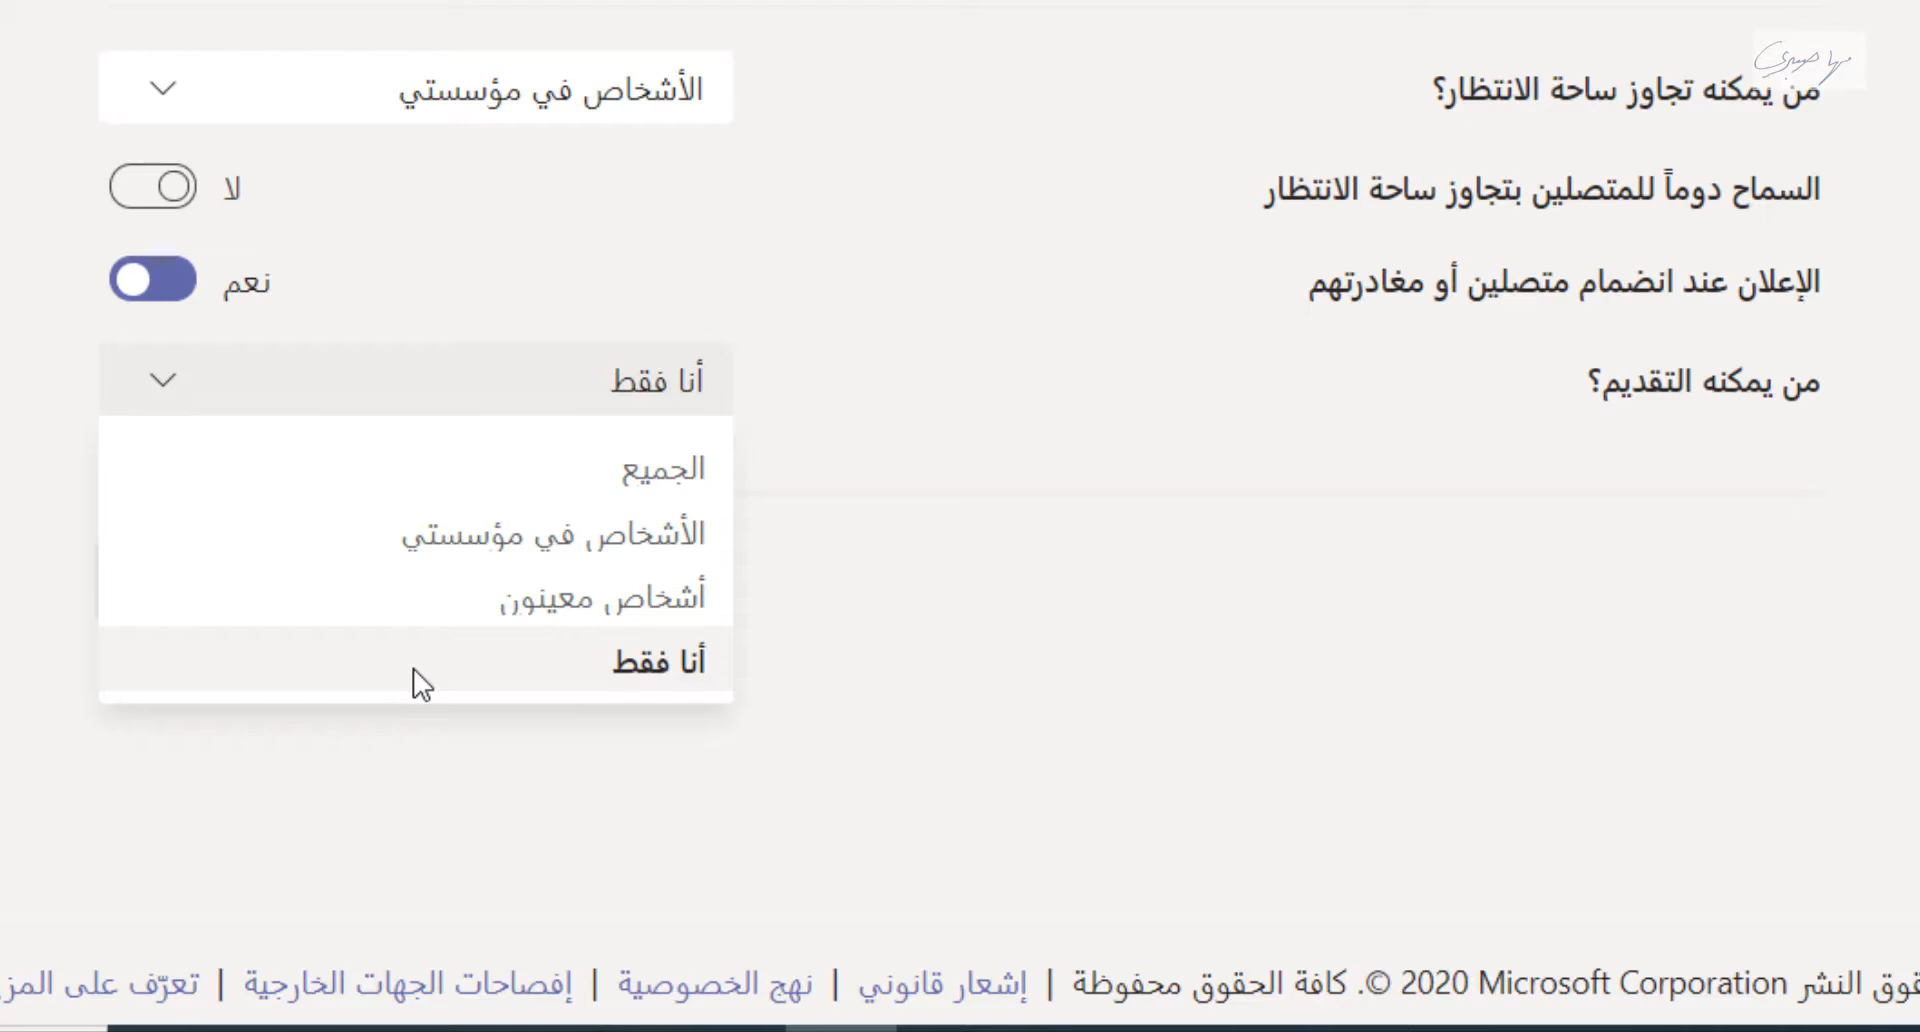 من يمكنه تجاوز ساحة الانتظار؟ الأشخاص في مؤسستي
السماح دوماً للمتصلين بتجاوز ساحة الانتظار لا
الإعلان عند انضمام متصلين أو مغادرتهم نعم
من يمكنه التقديم؟ أنا فقط
الجميع
الأشخاص في مؤسستي
أشخاص معينون
أنا فقط
النشر Microsoft Corporation 2020 ©. كافة الحقوق محفوظة | إشعار قانوني | نهج الخصوصية | إفصاحات الجهات الخارجية | تعرّف على